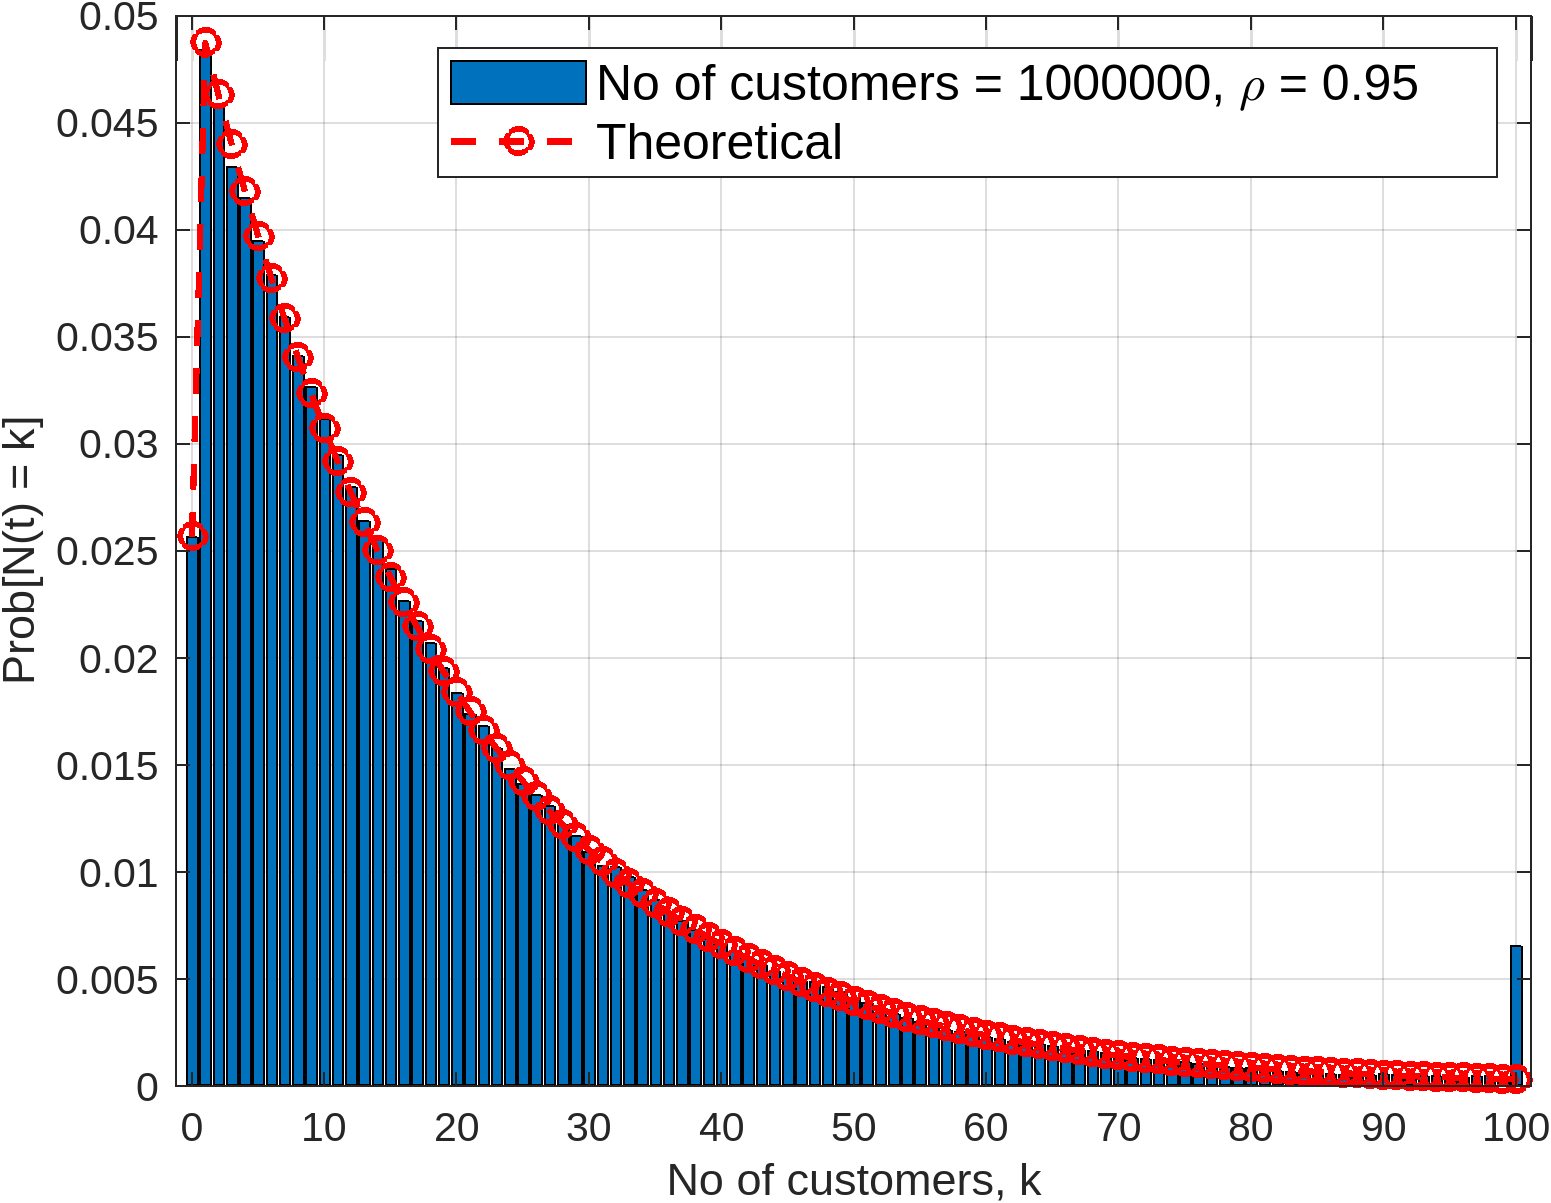 0.05
0.045
0.04
0.035
0.03
0.025
0.02
0.015
0.01
0.005
0
Prob[N(t) = k]
No of customers = 1000000, ρ = 0.95
Theoretical
0 10 20 30 40 50 60 70 80 90 100
No of customers, k